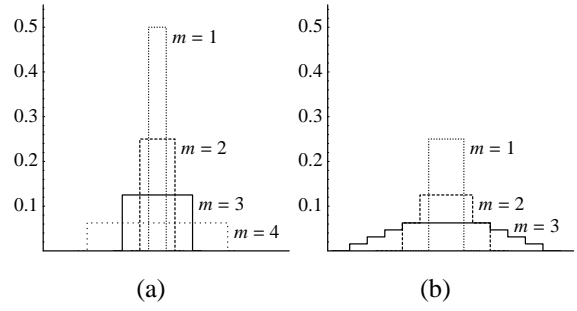 0.5
0.4
0.3
0.2
0.1
m = 1
m = 2
m = 3
m = 4
(a)
0.5
0.4
0.3
0.2
0.1
m = 1
m = 2
m = 3
(b)